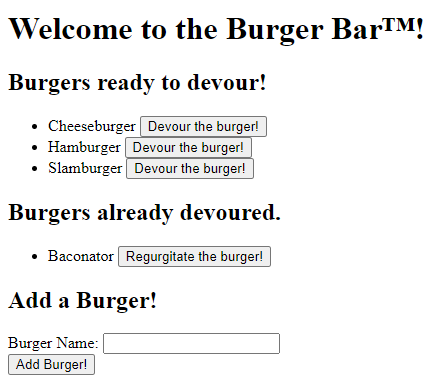 Welcome to the Burger Bar™!
Burgers ready to devour!
Cheeseburger Devour the burger!
Hamburger Devour the burger!
Slamburger Devour the burger!
Burgers already devoured.
Baconator Regurgitate the burger!
Add a Burger!
Burger Name:
Add Burger!